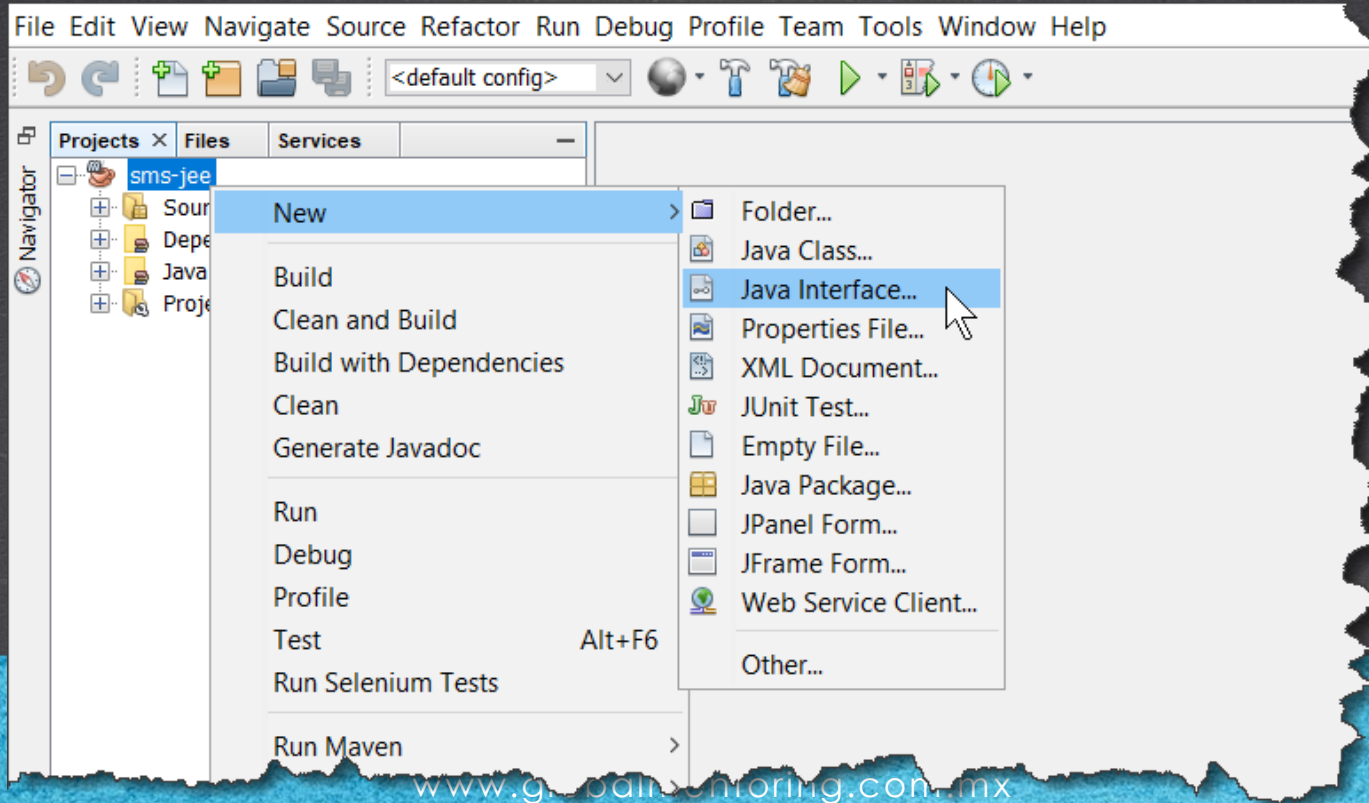 File Edit View Navigate Source Refactor Run Debug Profile Team Tools Window Help
<default config>
Projects Files Services
Navigator
sms-jee
Sour
Depe
Java
Proje
New
Build
Clean and Build
Build with Dependencies
Clean
Generate Javadoc
Run
Debug
Profile
Test Alt+F6
Run Selenium Tests
Run Maven
Folder...
Java Class...
Java Interface...
Properties File...
XML Document...
JUnit Test...
Empty File...
Java Package...
JPanel Form...
JFrame Form...
Web Service Client...
Other...